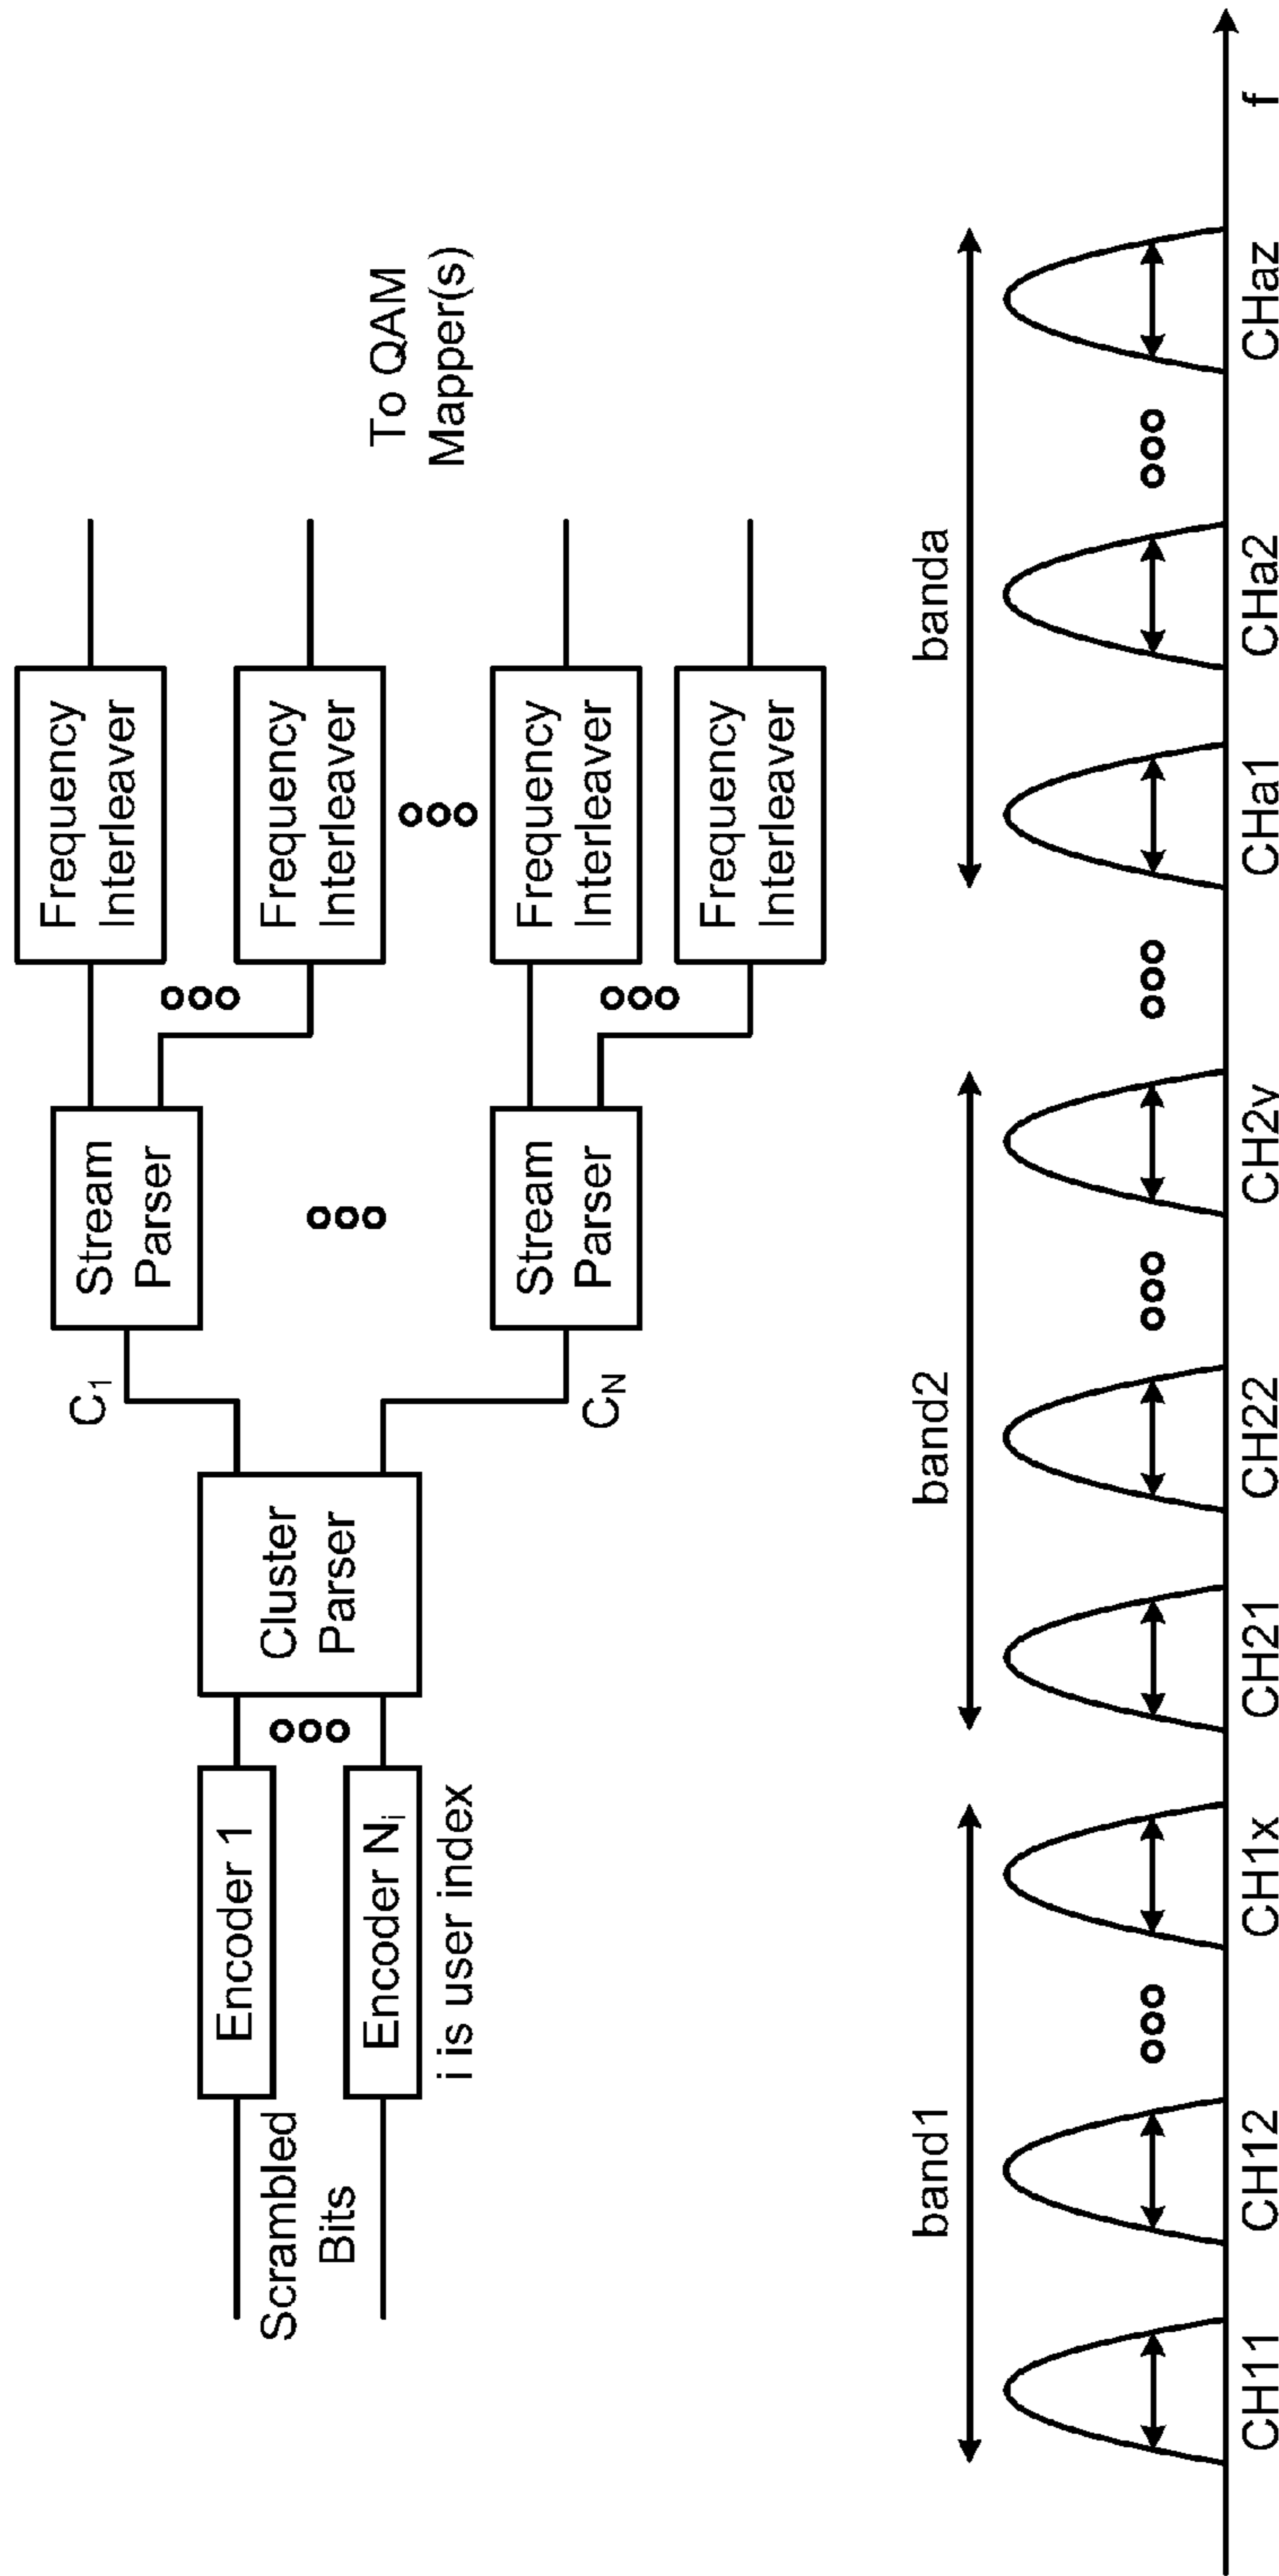 Scrambled
Bits
Encoder 1
Encoder Nᵢ
i is user index
Cluster
Parser
C₁
C_N
Stream
Parser
Stream
Parser
Frequency
Interleaver
Frequency
Interleaver
Frequency
Interleaver
Frequency
Interleaver
To QAM
Mapper(s)
band1
band2
banda
CH11
CH12
CH1x
CH21
CH22
CH2y
CHa1
CHa2
CHaz
f